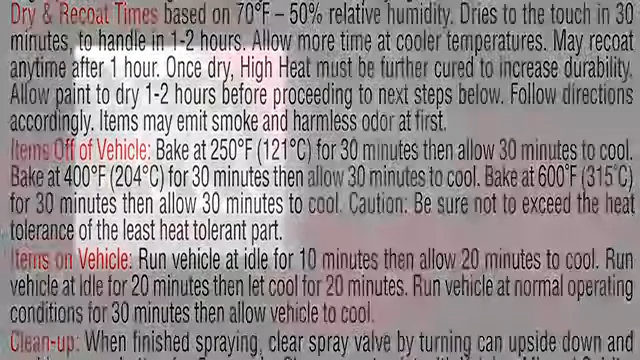 Dry & Recoat Times based on 70°F – 50% relative humidity. Dries to the touch in 30
minutes, to handle in 1-2 hours. Allow more time at cooler temperatures. May recoat
anytime after 1 hour. Once dry, High Heat must be further cured to increase durability.
Allow paint to dry 1-2 hours before proceeding to next steps below. Follow directions
accordingly. Items may emit smoke and harmless odor at first.
Items Off of Vehicle: Bake at 250°F (121°C) for 30 minutes then allow 30 minutes to cool.
Bake at 400°F (204°C) for 30 minutes then allow 30 minutes to cool. Bake at 600°F (315°C)
for 30 minutes then allow 30 minutes to cool. Caution: Be sure not to exceed the heat
tolerance of the least heat tolerant part.
Items on Vehicle: Run vehicle at idle for 10 minutes then allow 20 minutes to cool. Run
vehicle at idle for 20 minutes then let cool for 20 minutes. Run vehicle at normal operating
conditions for 30 minutes then allow vehicle to cool.
Clean-up: When finished spraying, clear spray valve by turning can upside down and